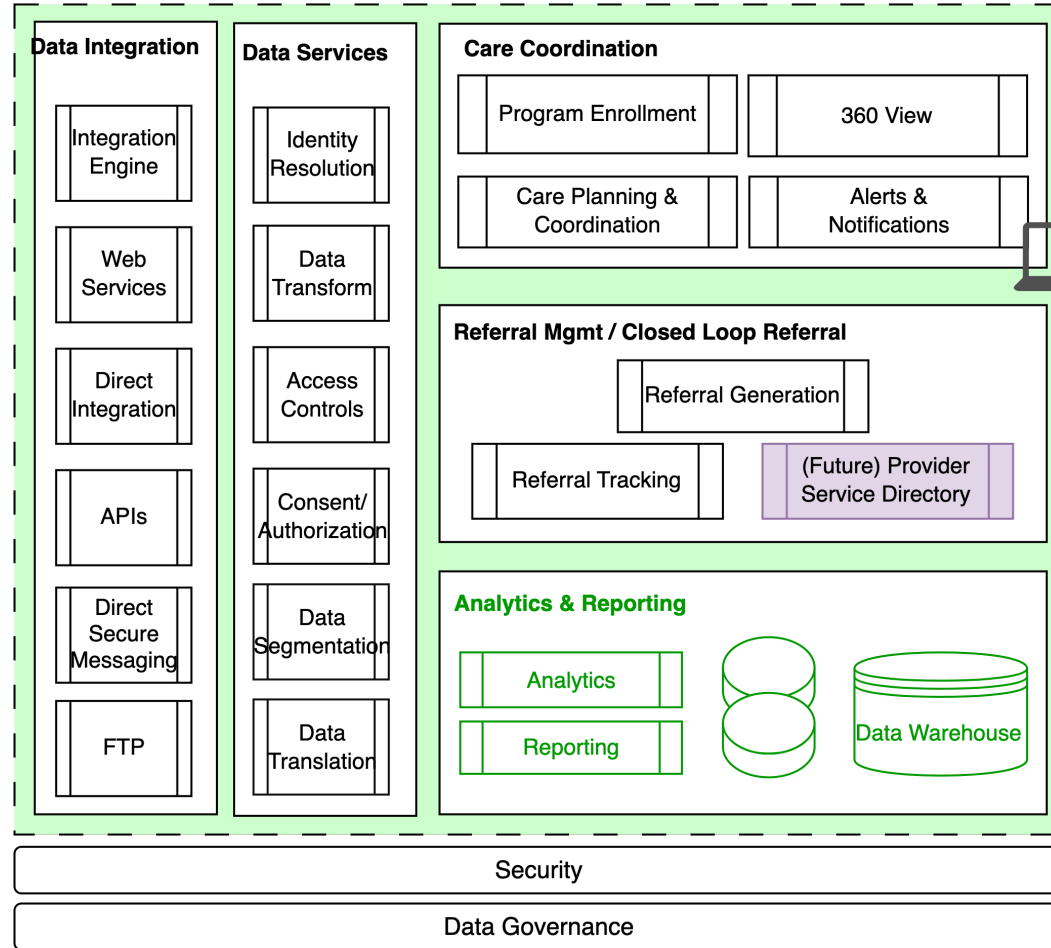 Data Integration
Integration
Engine
Web
Services
Direct
Integration
APIs
Direct
Secure
Messaging
FTP
Data Services
Identity
Resolution
Data
Transform
Access
Controls
Consent/
Authorization
Data
Segmentation
Data
Translation
Care Coordination
Program Enrollment
360 View
Care Planning &
Coordination
Alerts &
Notifications
Referral Mgmt / Closed Loop Referral
Referral Generation
Referral Tracking
(Future) Provider
Service Directory
Analytics & Reporting
Analytics
Reporting
Data Warehouse
Security
Data Governance